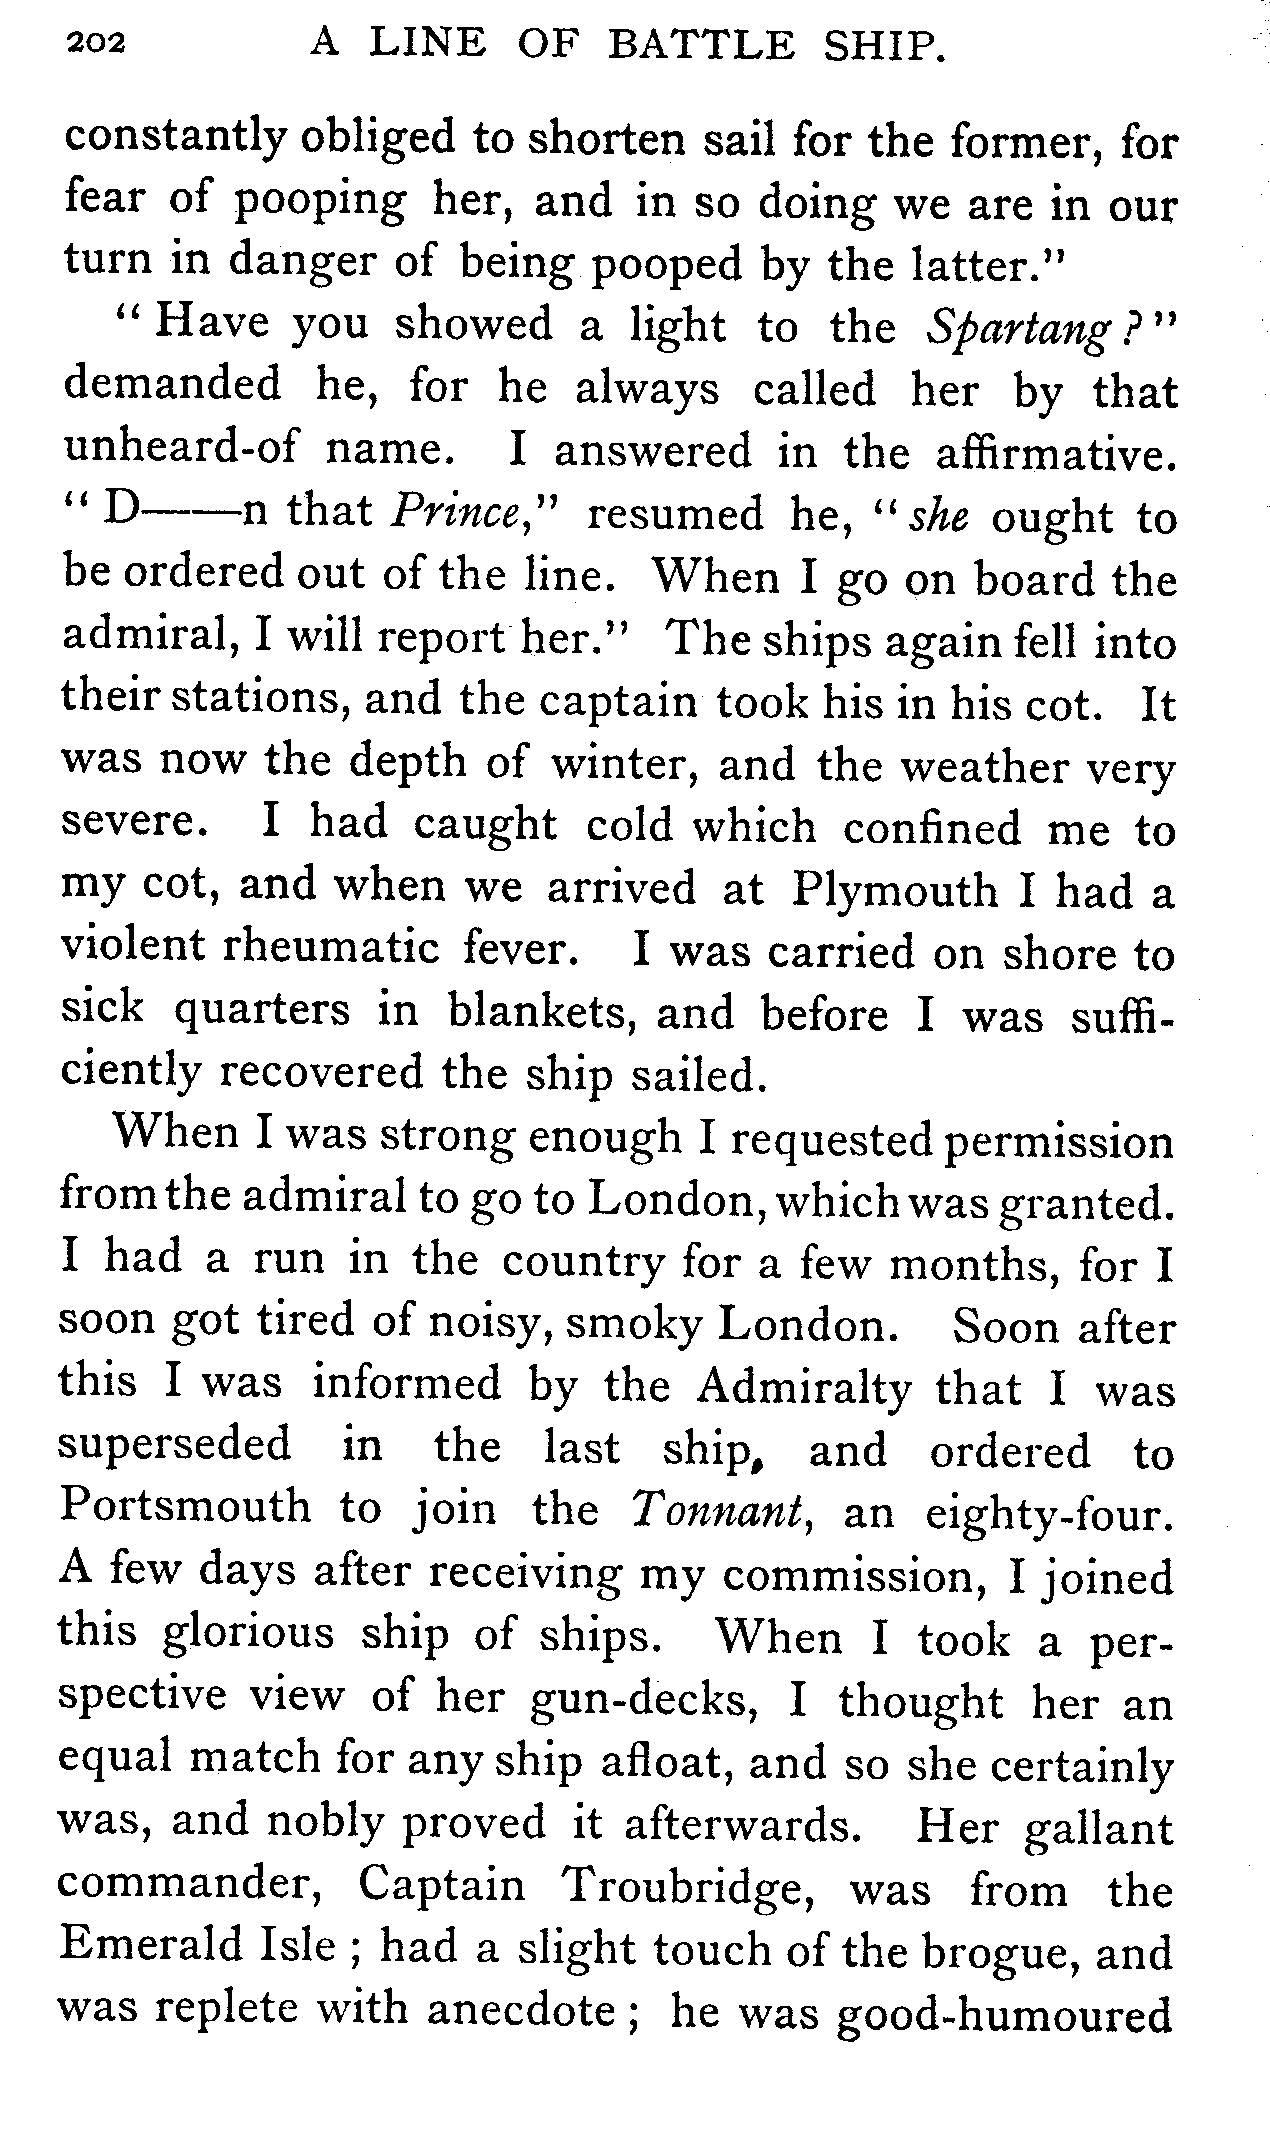 202 A LINE OF BATTLE SHIP.
constantly obliged to shorten sail for the former, for
fear of pooping her, and in so doing we are in our
turn in danger of being pooped by the latter."
" Have you showed a light to the Spartang ? "
demanded he, for he always called her by that
unheard-of name. I answered in the affirmative.
" D——n that Prince," resumed he, " she ought to
be ordered out of the line. When I go on board the
admiral, I will report her." The ships again fell into
their stations, and the captain took his in his cot. It
was now the depth of winter, and the weather very
severe. I had caught cold which confined me to
my cot, and when we arrived at Plymouth I had a
violent rheumatic fever. I was carried on shore to
sick quarters in blankets, and before I was suffi-
ciently recovered the ship sailed.
When I was strong enough I requested permission
from the admiral to go to London, which was granted.
I had a run in the country for a few months, for I
soon got tired of noisy, smoky London. Soon after
this I was informed by the Admiralty that I was
superseded in the last ship, and ordered to
Portsmouth to join the Tonnant, an eighty-four.
A few days after receiving my commission, I joined
this glorious ship of ships. When I took a per-
spective view of her gun-decks, I thought her an
equal match for any ship afloat, and so she certainly
was, and nobly proved it afterwards. Her gallant
commander, Captain Troubridge, was from the
Emerald Isle ; had a slight touch of the brogue, and
was replete with anecdote ; he was good-humoured